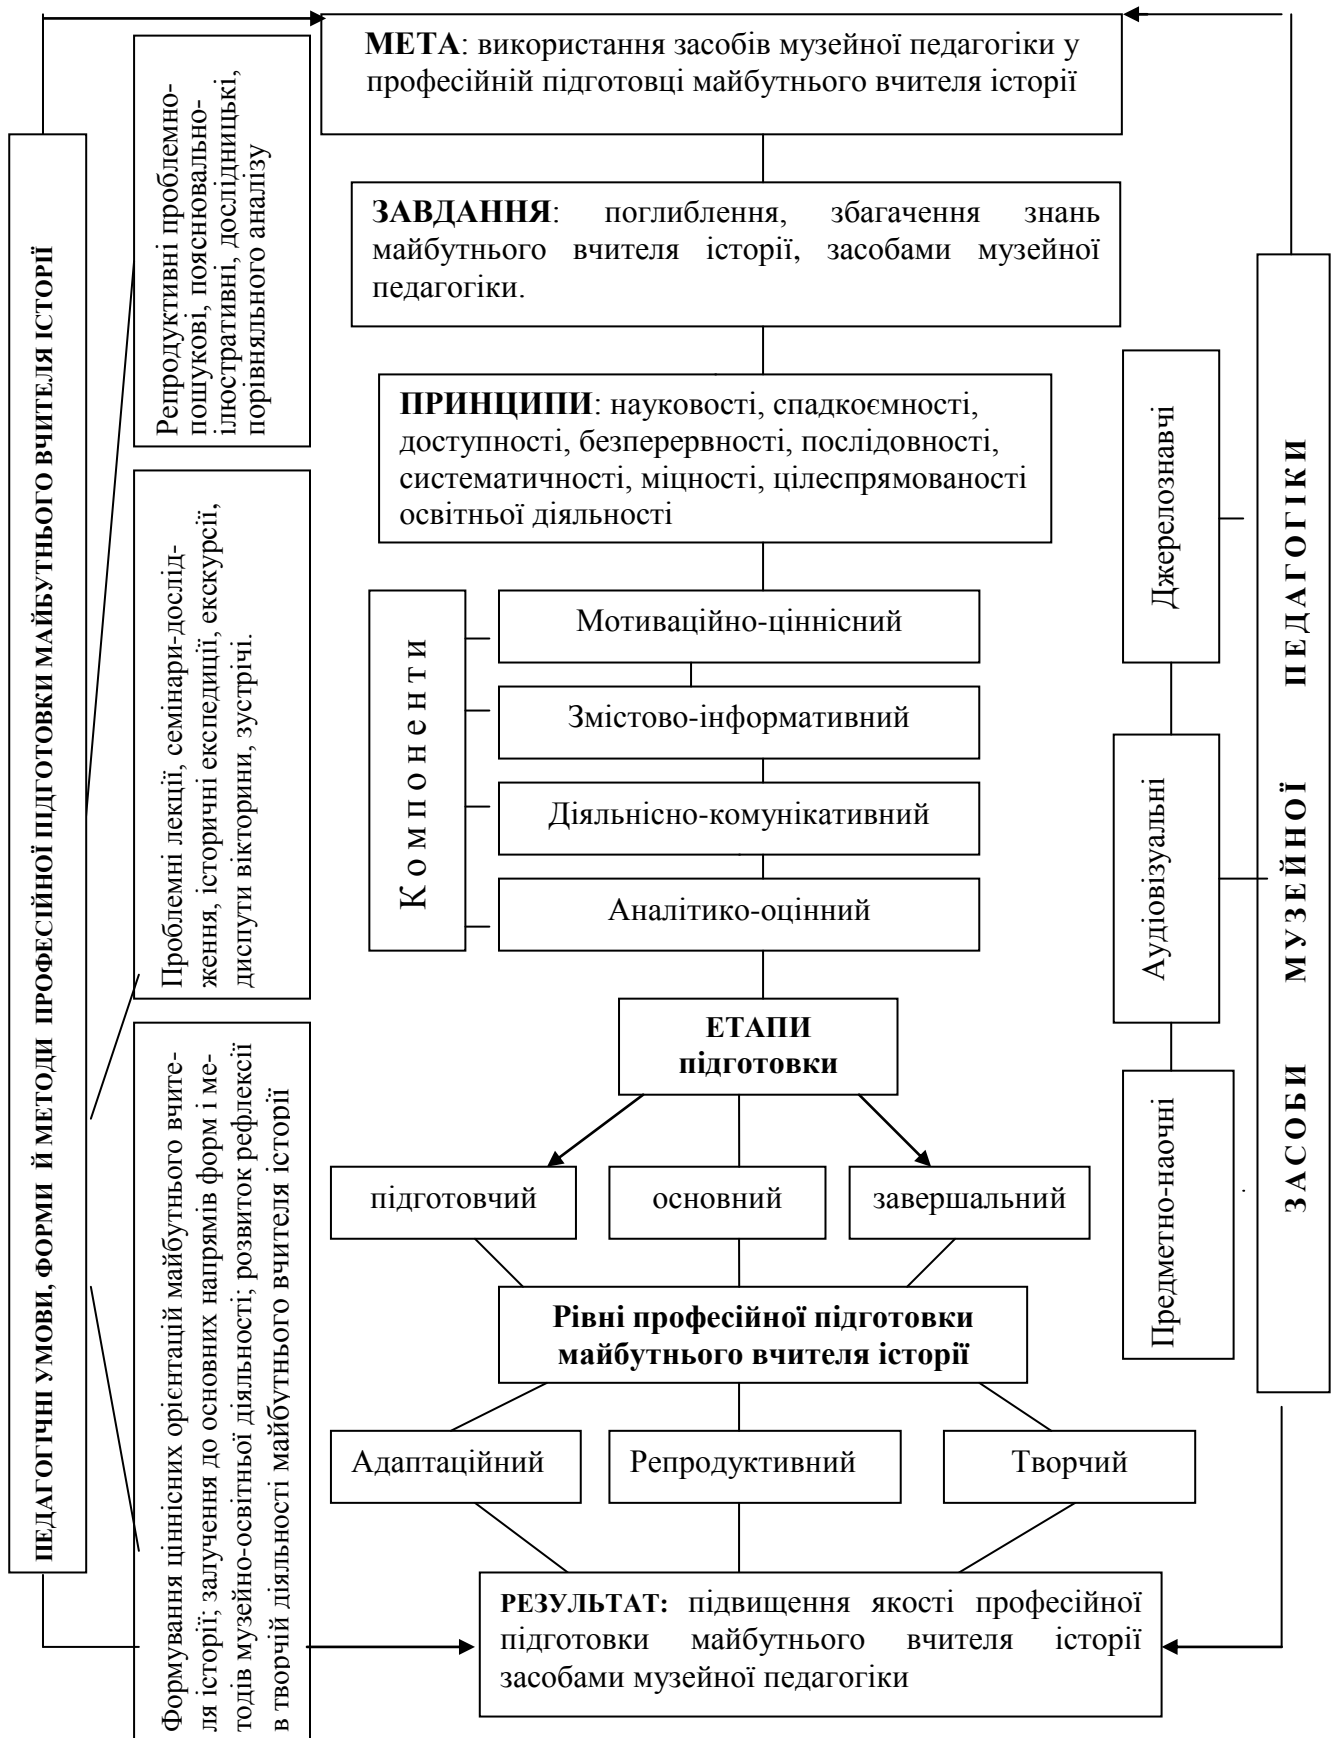 МЕТА: використання засобів музейної педагогіки у
професійній підготовці майбутнього вчителя історії
ЗАВДАННЯ: поглиблення, збагачення знань
майбутнього вчителя історії, засобами музейної
педагогіки.
ПРИНЦИПИ: науковості, спадкоємності,
доступності, безперервності, послідовності,
систематичності, міцності, цілеспрямованості
освітньої діяльності
Компоненти
Мотиваційно-ціннісний
Змістово-інформативний
Діяльнісно-комунікативний
Аналітико-оцінний
ЕТАПИ
підготовки
підготовчий
основний
завершальний
Рівні професійної підготовки
майбутнього вчителя історії
Адаптаційний
Репродуктивний
Творчий
РЕЗУЛЬТАТ: підвищення якості професійної
підготовки майбутнього вчителя історії
засобами музейної педагогіки
ПЕДАГОГІЧНІ УМОВИ, ФОРМИ Й МЕТОДИ ПРОФЕСІЙНОЇ ПІДГОТОВКИ МАЙБУТНЬОГО ВЧИТЕЛЯ ІСТОРІЇ
Репродуктивні проблемно-
пошукові, пояснювально-
ілюстративні, дослідницькі,
порівняльного аналізу
Проблемні лекції, семінари-дослід-
ження, історичні експедиції, екскурсії,
диспути вікторини, зустрічі.
Формування ціннісних орієнтацій майбутнього вчите-
ля історії; залучення до основних напрямів форм і ме-
тодів музейно-освітньої діяльності; розвиток рефлексії
в творчій діяльності майбутнього вчителя історії
Джерелознавчі
Аудіовізуальні
Предметно-наочні
ЗАСОБИ МУЗЕЙНОЇ ПЕДАГОГІКИ